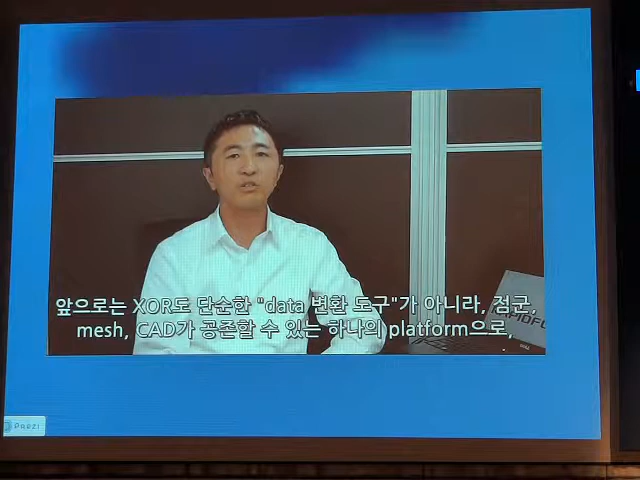 앞으로는 XOR도 단순한 "data 변환 도구"가 아니라, 점군,
mesh, CAD가 공존할 수 있는 하나의 platform으로,
Prezi